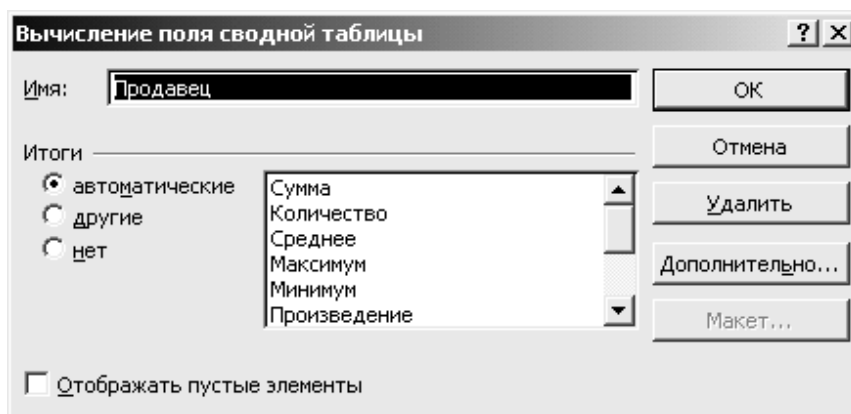 Вычисление поля сводной таблицы
Имя: Продавец
ОК
Итоги
Отмена
автоматические
другие
нет
Сумма
Количество
Среднее
Максимум
Минимум
Произведение
Удалить
Дополнительно...
Макет...
Отображать пустые элементы